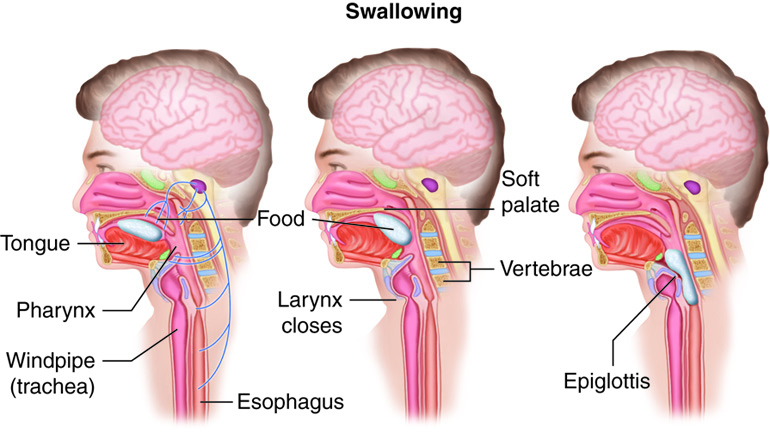 Swallowing
Soft
palate
Food
Tongue
Vertebrae
Pharynx
Larynx
closes
Windpipe
(trachea)
Epiglottis
Esophagus